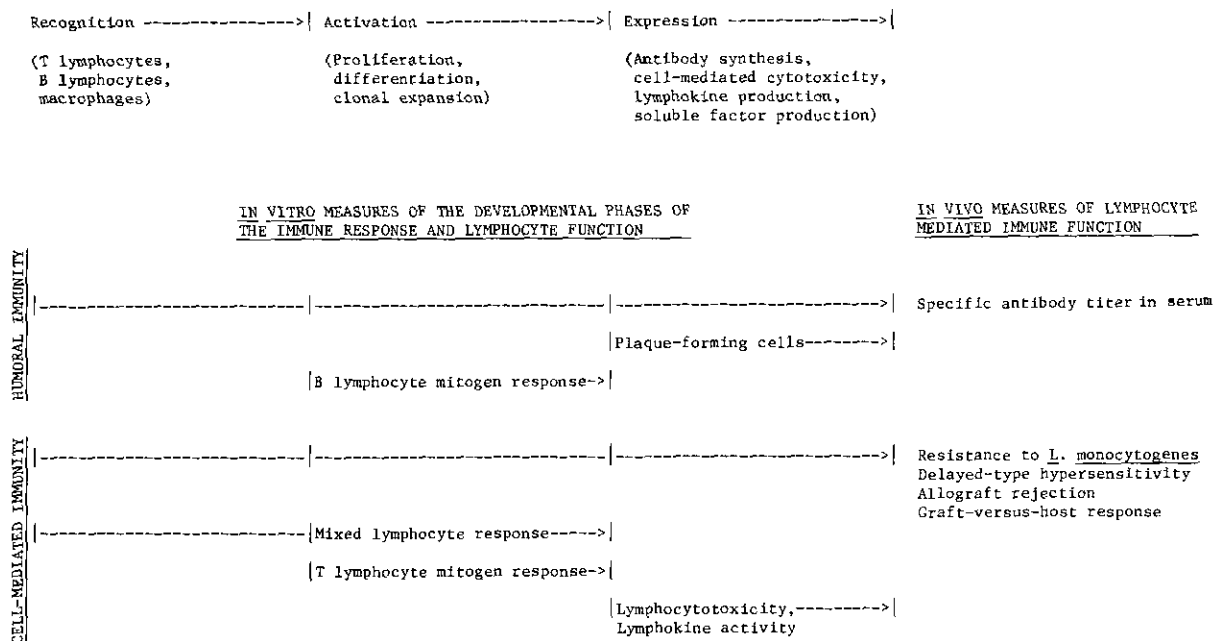 Recognition ---------------->| Activation ---------------->| Expression --------------->|
(T lymphocytes,
B lymphocytes,
macrophages)
(Proliferation,
differentiation,
clonal expansion)
(Antibody synthesis,
cell-mediated cytotoxicity,
lymphokine production,
soluble factor production)
IN VITRO MEASURES OF THE DEVELOPMENTAL PHASES OF
THE IMMUNE RESPONSE AND LYMPHOCYTE FUNCTION
IN VIVO MEASURES OF LYMPHOCYTE
MEDIATED IMMUNE FUNCTION
HUMORAL IMMUNITY
Specific antibody titer in serum
|Plaque-forming cells-------->|
|B lymphocyte mitogen response->|
CELL-MEDIATED IMMUNITY
Resistance to L. monocytogenes
Delayed-type hypersensitivity
Allograft rejection
Graft-versus-host response
|Mixed lymphocyte response----->|
|T lymphocyte mitogen response->|
|Lymphocytotoxicity,--------->|
Lymphokine activity